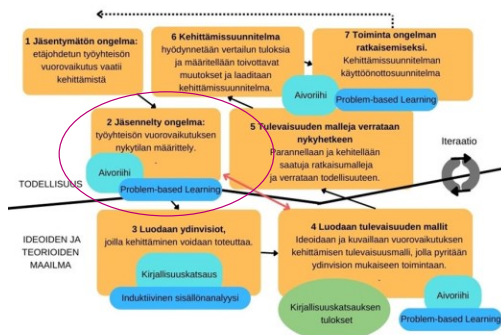 1 Jäsentymätön ongelma:
etäjohdetun työyhteisön
vuorovaikutus vaatii
kehittämistä
6 Kehittämissuunnitelma
hyödynnetään vertailun tuloksia
ja määritellään toivottavat
muutokset ja laaditaan
kehittämissuunnitelma.
7 Toiminta ongelman
ratkaisemiseksi.
Kehittämissuunnitelman
käyttöönottosuunnitelma
Aivoriihi
Problem-based Learning
2 Jäsennelty ongelma:
työyhteisön vuorovaikutuksen
nykytilan määrittely.
.
Aivoriihi
Problem-based Learning
5 Tulevaisuuden malleja verrataan
nykyhetkeen
Parannellaan ja kehitellään
saatuja ratkaisumalleja
ja verrataan todellisuuteen.
Iteraatio
TODELLISUUS
IDEOIDEN JA
TEORIOIDEN
MAAILMA
3 Luodaan ydinvisiot,
joilla kehittäminen voidaan toteuttaa.
Kirjallisuuskatsaus
Induktiivinen sisällönanalyysi
4 Luodaan tulevaisuuden mallit
Ideoidaan ja kuvaillaan vuorovaikutuksen
kehittämisen tulevaisuusmalli, jolla pyritään
ydinvision mukaiseen toimintaan.
.
Kirjallisuuskatsauksen
tulokset
Aivoriihi
Problem-based Learning